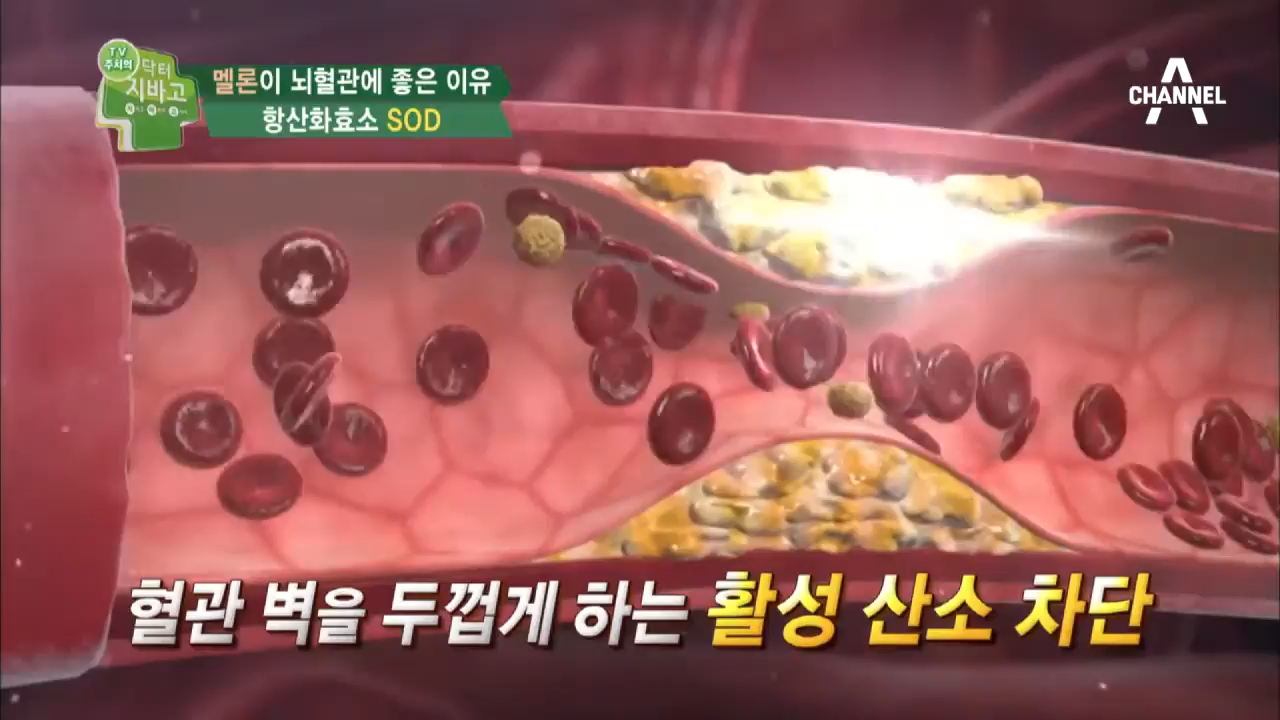 TV
주치의
닥터
지바고
멜론이 뇌혈관에 좋은 이유
항산화효소 SOD
CHANNEL A
혈관 벽을 두껍게 하는 활성 산소 차단